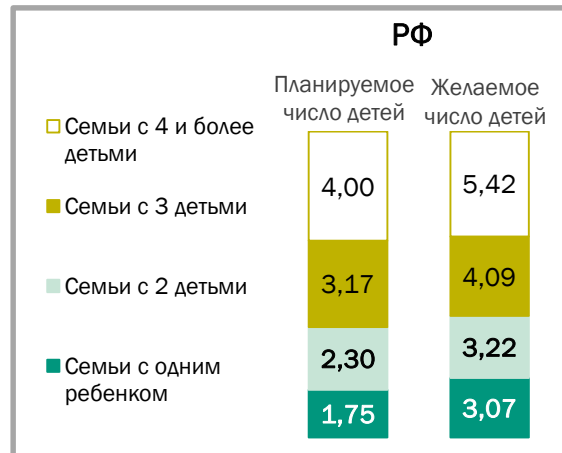 РФ
Планируемое
число детей
Желаемое
число детей
Семьи с 4 и более
детьми
Семьи с 3 детьми
Семьи с 2 детьми
Семьи с одним
ребенком
4,00
5,42
3,17
4,09
2,30
3,22
1,75
3,07